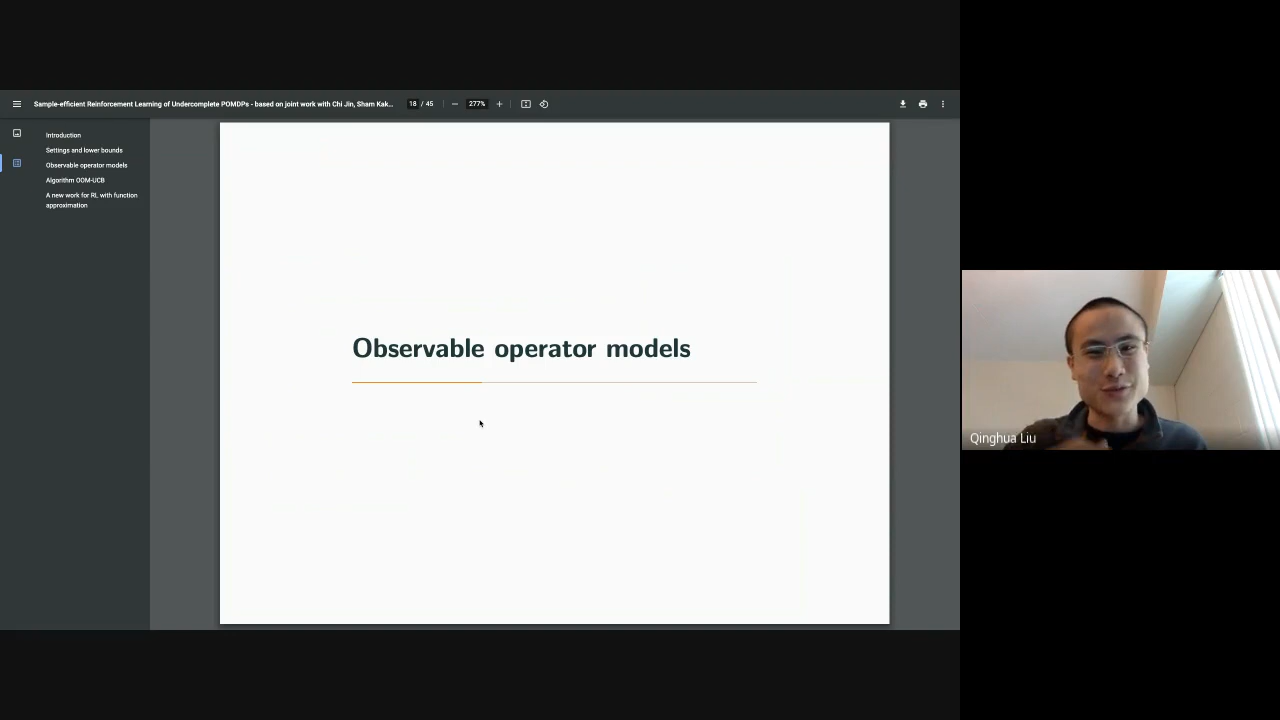 Sample-efficient Reinforcement Learning of Undercomplete POMDPs - based on joint work with Chi Jin, Sham Kak...
18 / 45
277%
Introduction
Settings and lower bounds
Observable operator models
Algorithm OOM-UCB
A new work for RL with function
approximation
Observable operator models
Qinghua Liu